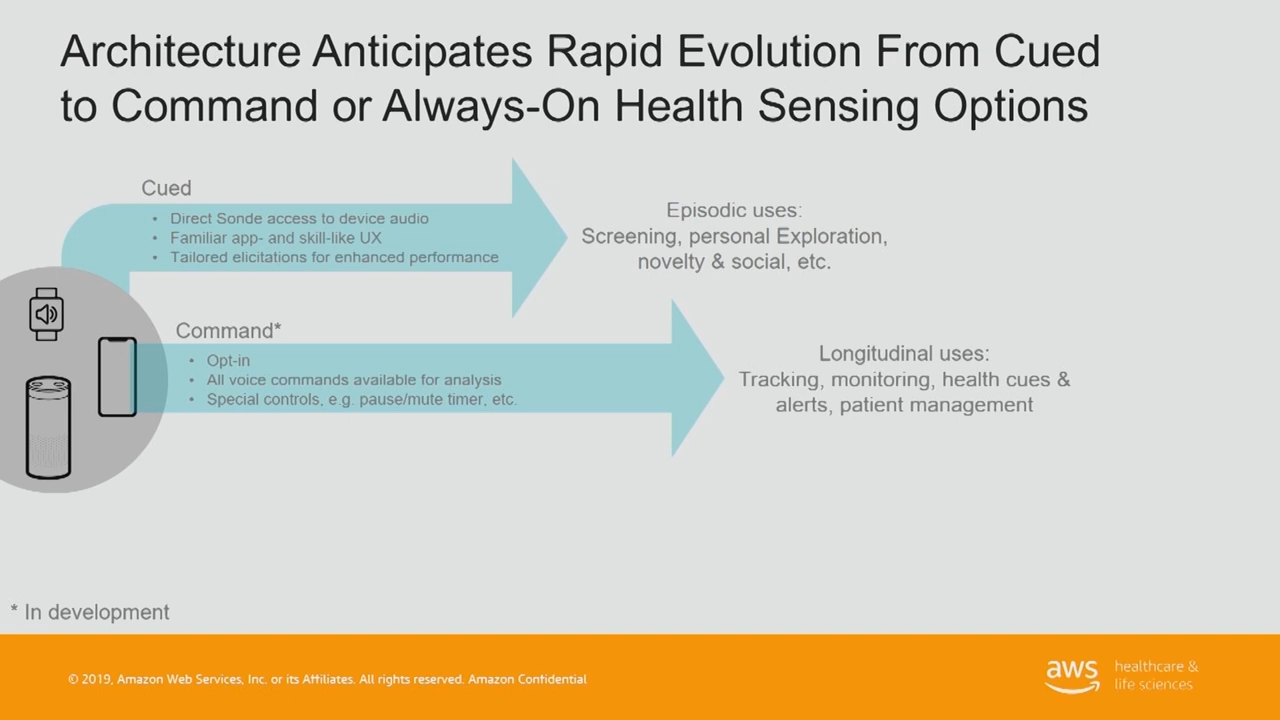 Architecture Anticipates Rapid Evolution From Cued
to Command or Always-On Health Sensing Options
Cued
• Direct Sonde access to device audio
• Familiar app- and skill-like UX
• Tailored elicitations for enhanced performance
Episodic uses:
Screening, personal Exploration,
novelty & social, etc.
Command*
• Opt-in
• All voice commands available for analysis
• Special controls, e.g. pause/mute timer, etc.
Longitudinal uses:
Tracking, monitoring, health cues &
alerts, patient management
* In development
© 2019, Amazon Web Services, Inc. or its Affiliates. All rights reserved. Amazon Confidential
aws
healthcare &
life sciences